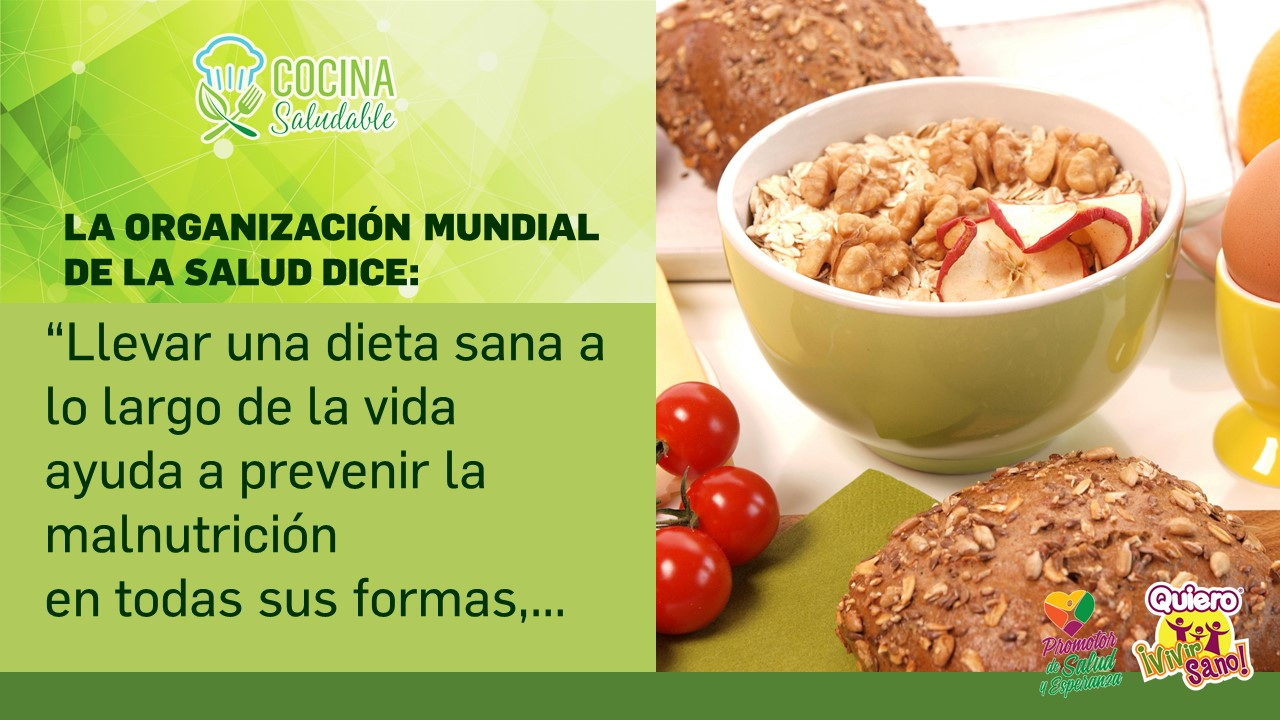 COCINA
Saludable
LA ORGANIZACIÓN MUNDIAL
DE LA SALUD DICE:
“Llevar una dieta sana a
lo largo de la vida
ayuda a prevenir la
malnutrición
en todas sus formas,...
Promotor
de Salud
y Esperanza
Quiero
¡ViVir
Sano!